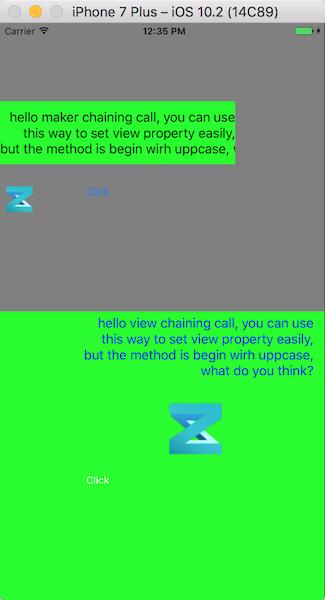 iPhone 7 Plus – iOS 10.2 (14C89)
Carrier 12:35 PM
hello maker chaining call, you can use
this way to set view property easily,
but the method is begin wirh uppcase,
Click
hello view chaining call, you can use
this way to set view property easily,
but the method is begin wirh uppcase,
what do you think?
Click